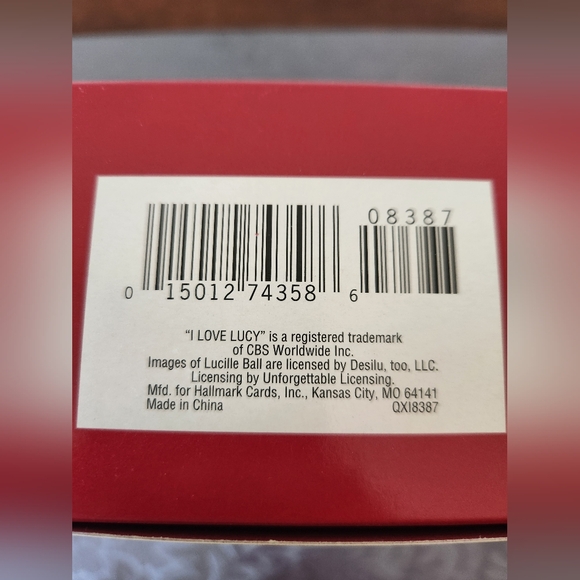 08387
0 15012 74358 6
"I LOVE LUCY" is a registered trademark
of CBS Worldwide Inc.
Images of Lucille Ball are licensed by Desilu, too, LLC.
Licensing by Unforgettable Licensing.
Mfd. for Hallmark Cards, Inc., Kansas City, MO 64141
Made in China QXI8387